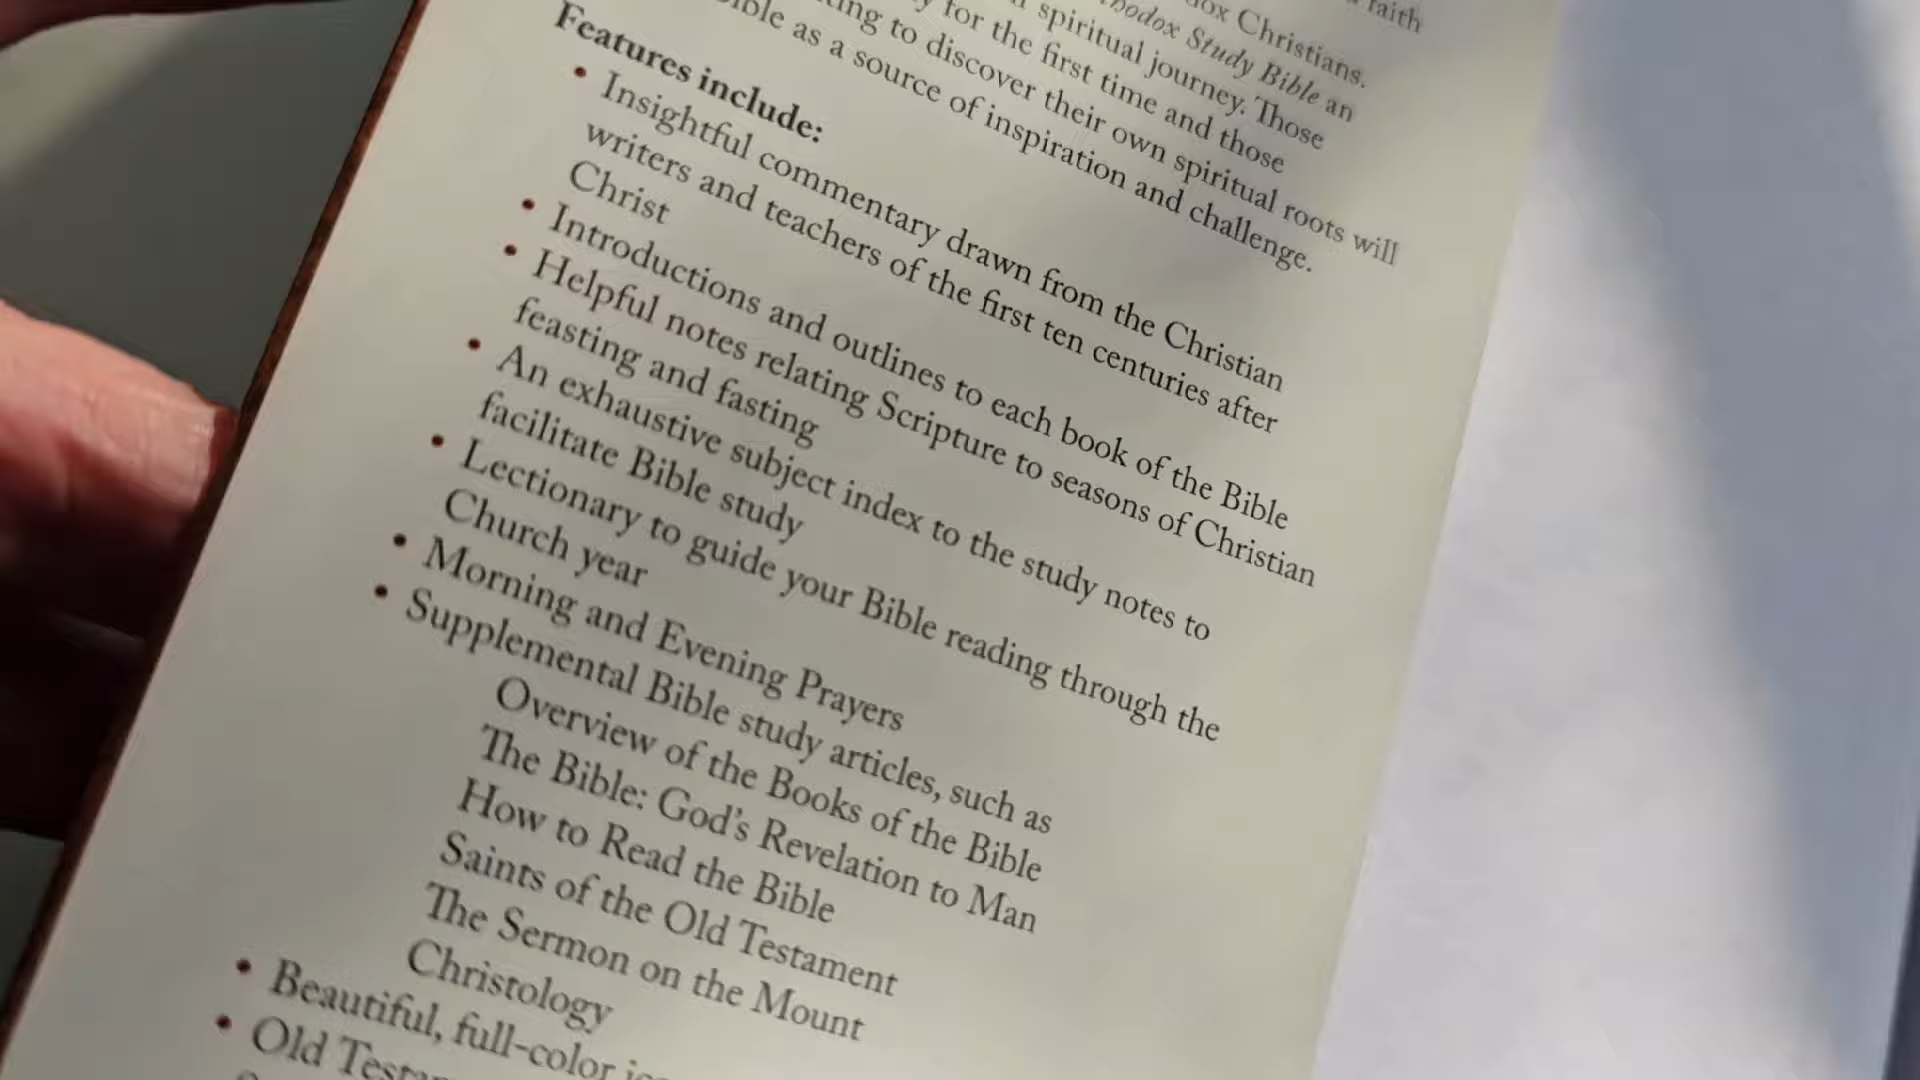 faith
ox Christians.
hodox Study Bible an
spiritual journey. Those
for the first time and those
ing to discover their own spiritual roots will
ible as a source of inspiration and challenge.
Features include:
• Insightful commentary drawn from the Christian
writers and teachers of the first ten centuries after
Christ
• Introductions and outlines to each book of the Bible
• Helpful notes relating Scripture to seasons of Christian
feasting and fasting
• An exhaustive subject index to the study notes to
facilitate Bible study
• Lectionary to guide your Bible reading through the
Church year
• Morning and Evening Prayers
• Supplemental Bible study articles, such as
Overview of the Books of the Bible
The Bible: God's Revelation to Man
How to Read the Bible
Saints of the Old Testament
The Sermon on the Mount
Christology
• Beautiful, full-color
• Old